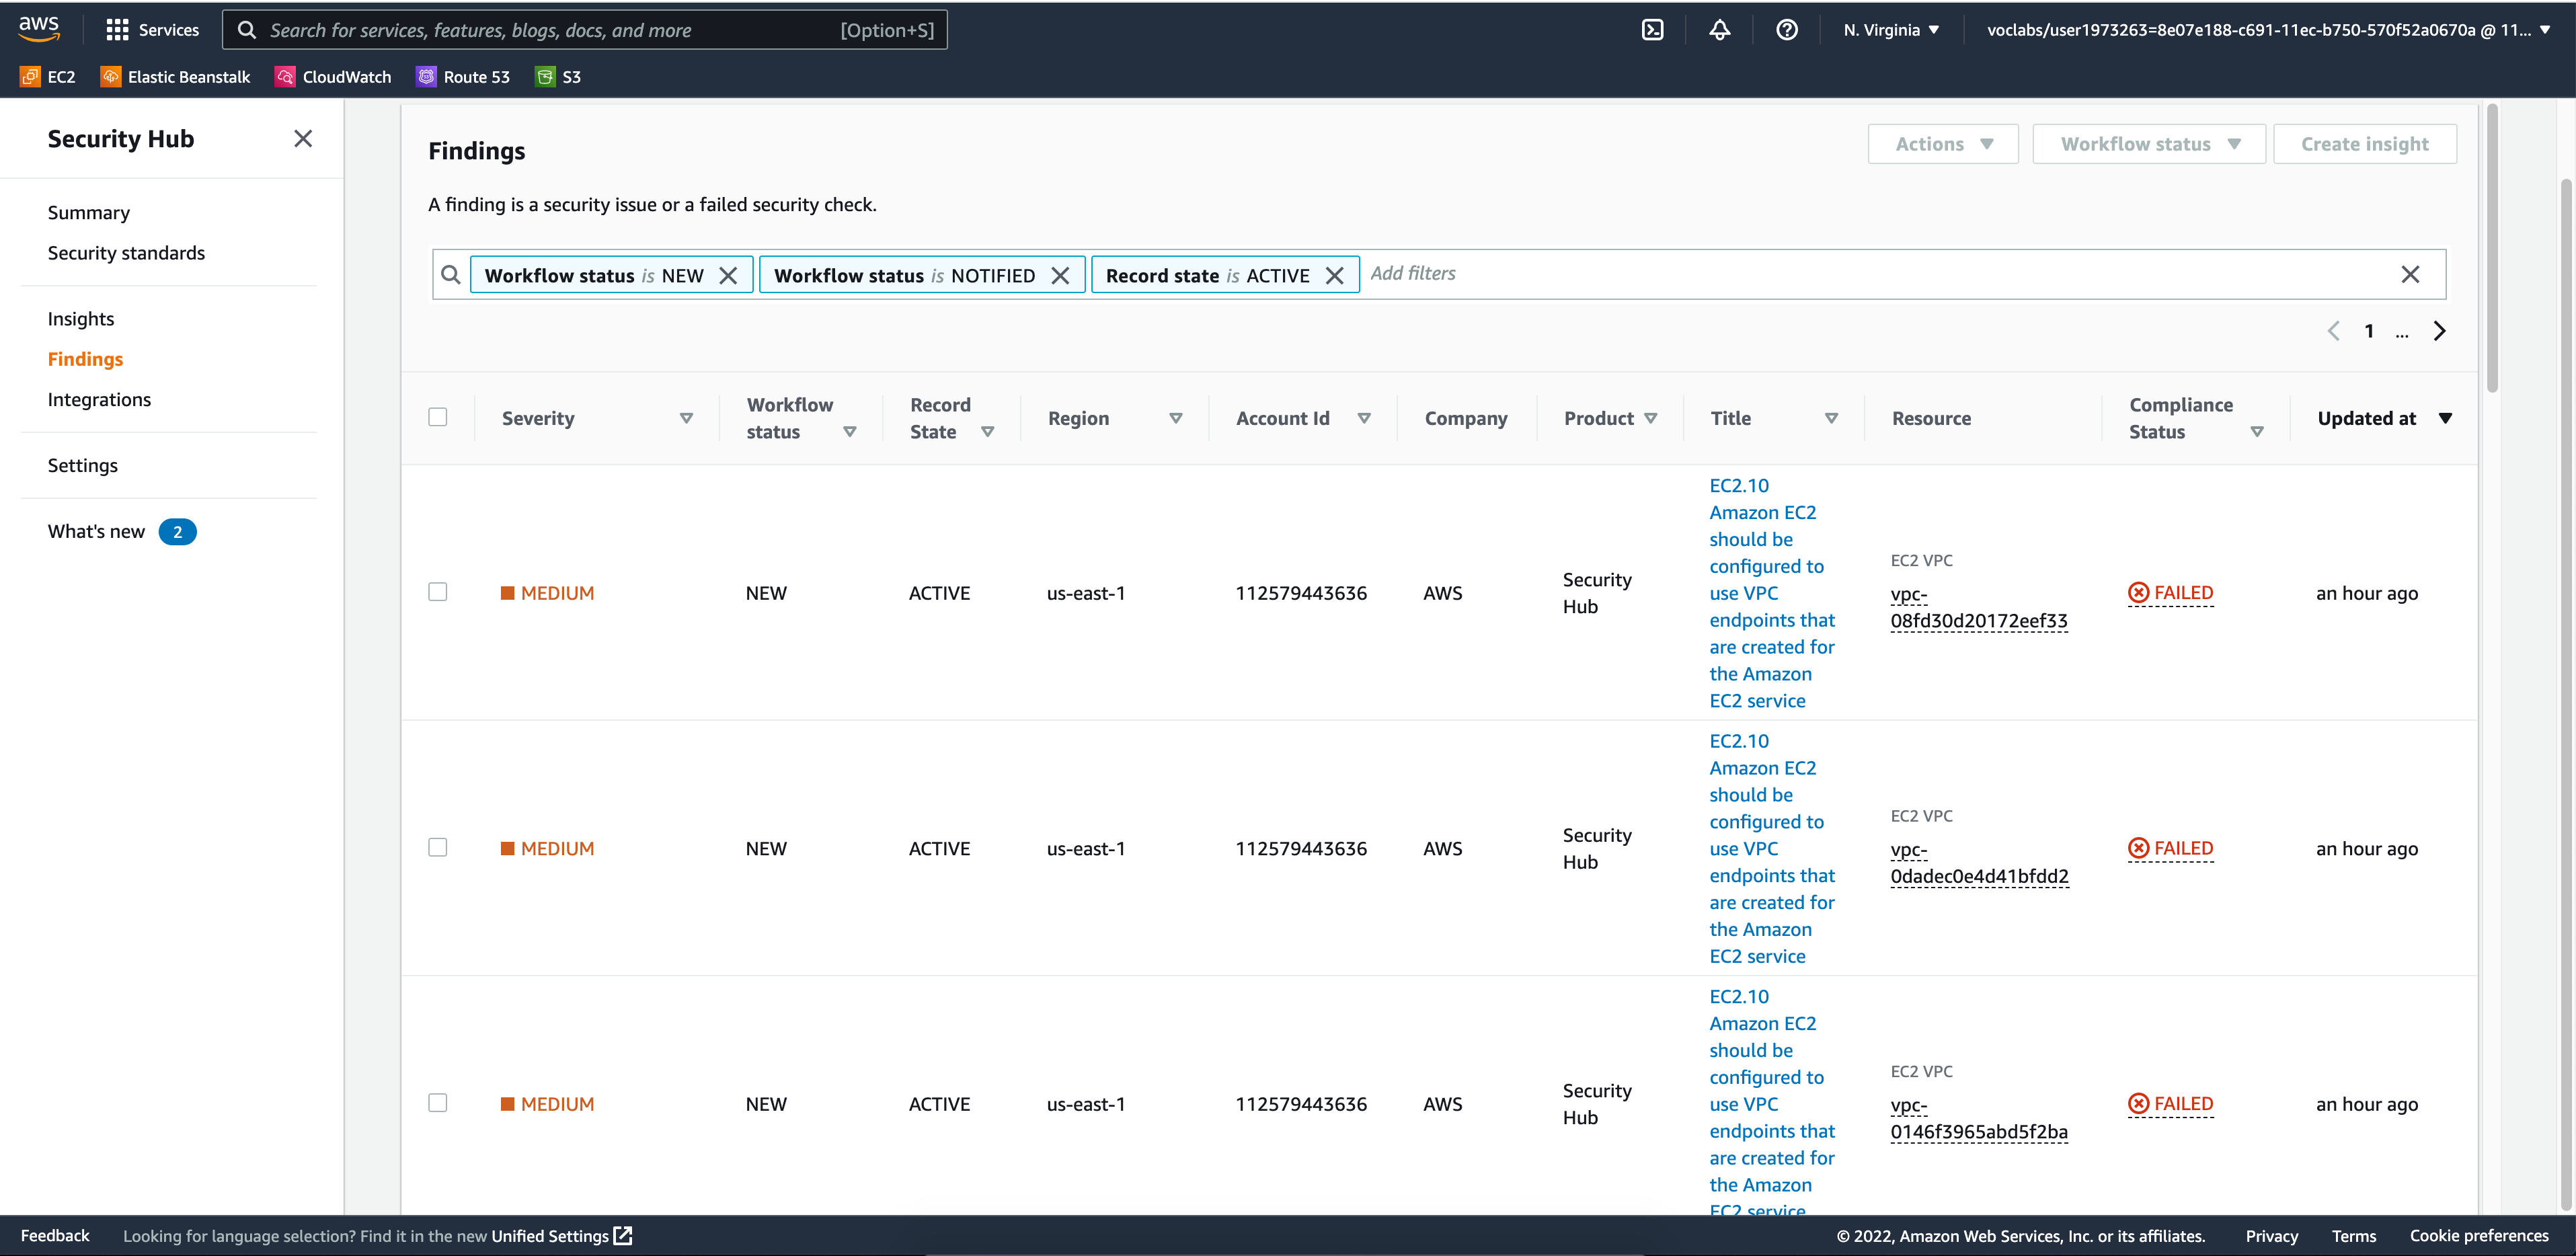 aws
Services
Search for services, features, blogs, docs, and more
[Option+S]
N. Virginia
voclabs/user1973263=8e07e188-c691-11ec-b750-570f52a0670a @ 11...
EC2
Elastic Beanstalk
CloudWatch
Route 53
S3
Security Hub
Summary
Security standards
Insights
Findings
Integrations
Settings
What's new 2
Findings
Actions
Workflow status
Create insight
A finding is a security issue or a failed security check.
Workflow status is NEW
Workflow status is NOTIFIED
Record state is ACTIVE
Add filters
1 ...
Severity
Workflow
status
Record
State
Region
Account Id
Company
Product
Title
Resource
Compliance
Status
Updated at
MEDIUM
NEW
ACTIVE
us-east-1
112579443636
AWS
Security
Hub
EC2.10
Amazon EC2
should be
configured to
use VPC
endpoints that
are created for
the Amazon
EC2 service
EC2 VPC
vpc-
08fd30d20172eef33
FAILED
an hour ago
MEDIUM
NEW
ACTIVE
us-east-1
112579443636
AWS
Security
Hub
EC2.10
Amazon EC2
should be
configured to
use VPC
endpoints that
are created for
the Amazon
EC2 service
EC2 VPC
vpc-
0dadec0e4d41bfdd2
FAILED
an hour ago
MEDIUM
NEW
ACTIVE
us-east-1
112579443636
AWS
Security
Hub
EC2.10
Amazon EC2
should be
configured to
use VPC
endpoints that
are created for
the Amazon
EC2 service
EC2 VPC
vpc-
0146f3965abd5f2ba
FAILED
an hour ago
Feedback
Looking for language selection? Find it in the new Unified Settings
© 2022, Amazon Web Services, Inc. or its affiliates.
Privacy
Terms
Cookie preferences